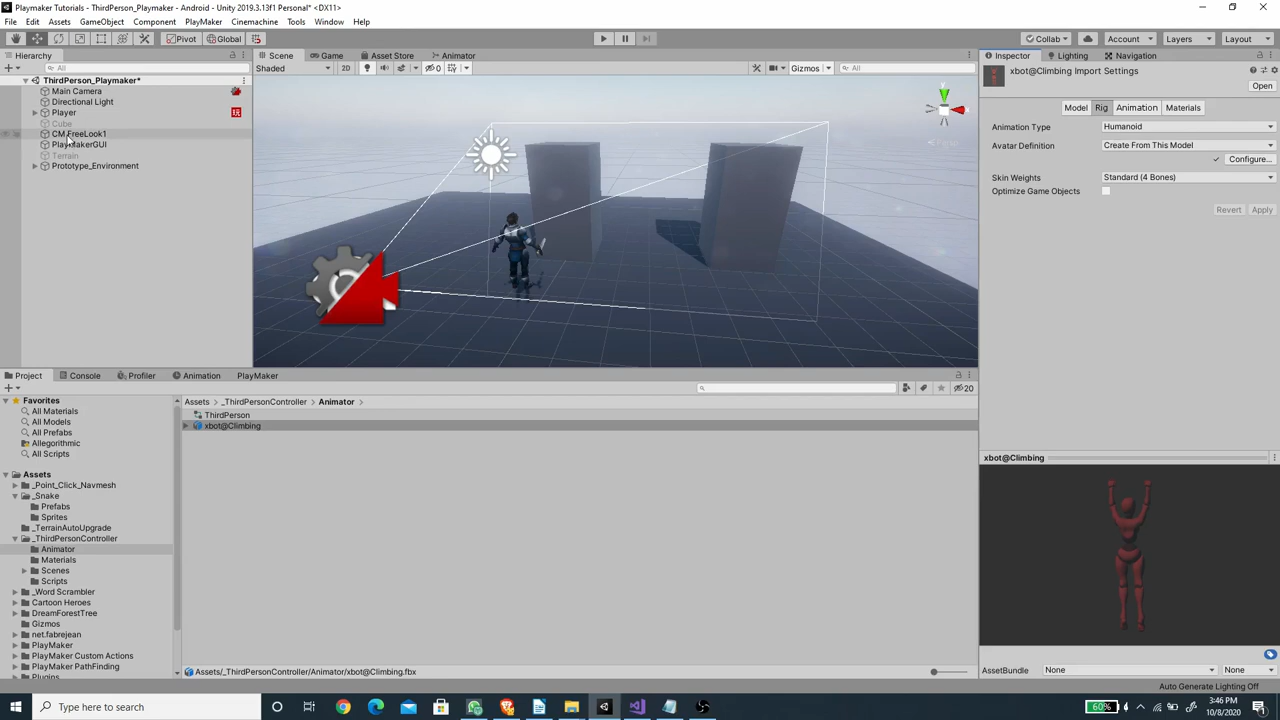 Playmaker Tutorials - ThirdPerson_Playmaker - Android - Unity 2019.3.13f1 Personal* <DX11>
File Edit Assets GameObject Component PlayMaker Cinemachine Tools Window Help
Pivot Global Collab Account Layers Layout
Hierarchy Scene Game Asset Store Animator Inspector Lighting Navigation
All Shaded 2D 0 Gizmos All
xbot@Climbing Import Settings
Open
ThirdPerson_Playmaker*
Main Camera
Directional Light
Player
Cube
CM FreeLook1
PlayMakerGUI
Terrain
Prototype_Environment
y
x
Persp
Model Rig Animation Materials
Animation Type Humanoid
Avatar Definition Create From This Model
Configure...
Skin Weights Standard (4 Bones)
Optimize Game Objects
Revert Apply
Project Console Profiler Animation PlayMaker
20
Favorites
All Materials
All Models
All Prefabs
Allegorithmic
All Scripts
Assets
_Point_Click_Navmesh
_Snake
Prefabs
Sprites
_TerrainAutoUpgrade
_ThirdPersonController
Animator
Materials
Scenes
Scripts
_Word Scrambler
Cartoon Heroes
DreamForestTree
Gizmos
net.fabrejean
PlayMaker
PlayMaker Custom Actions
PlayMaker PathFinding
Plugins
Assets > _ThirdPersonController > Animator >
ThirdPerson
xbot@Climbing
Assets/_ThirdPersonController/Animator/xbot@Climbing.fbx
xbot@Climbing
AssetBundle None None
Auto Generate Lighting Off
Type here to search
60%
3:46 PM
10/8/2020